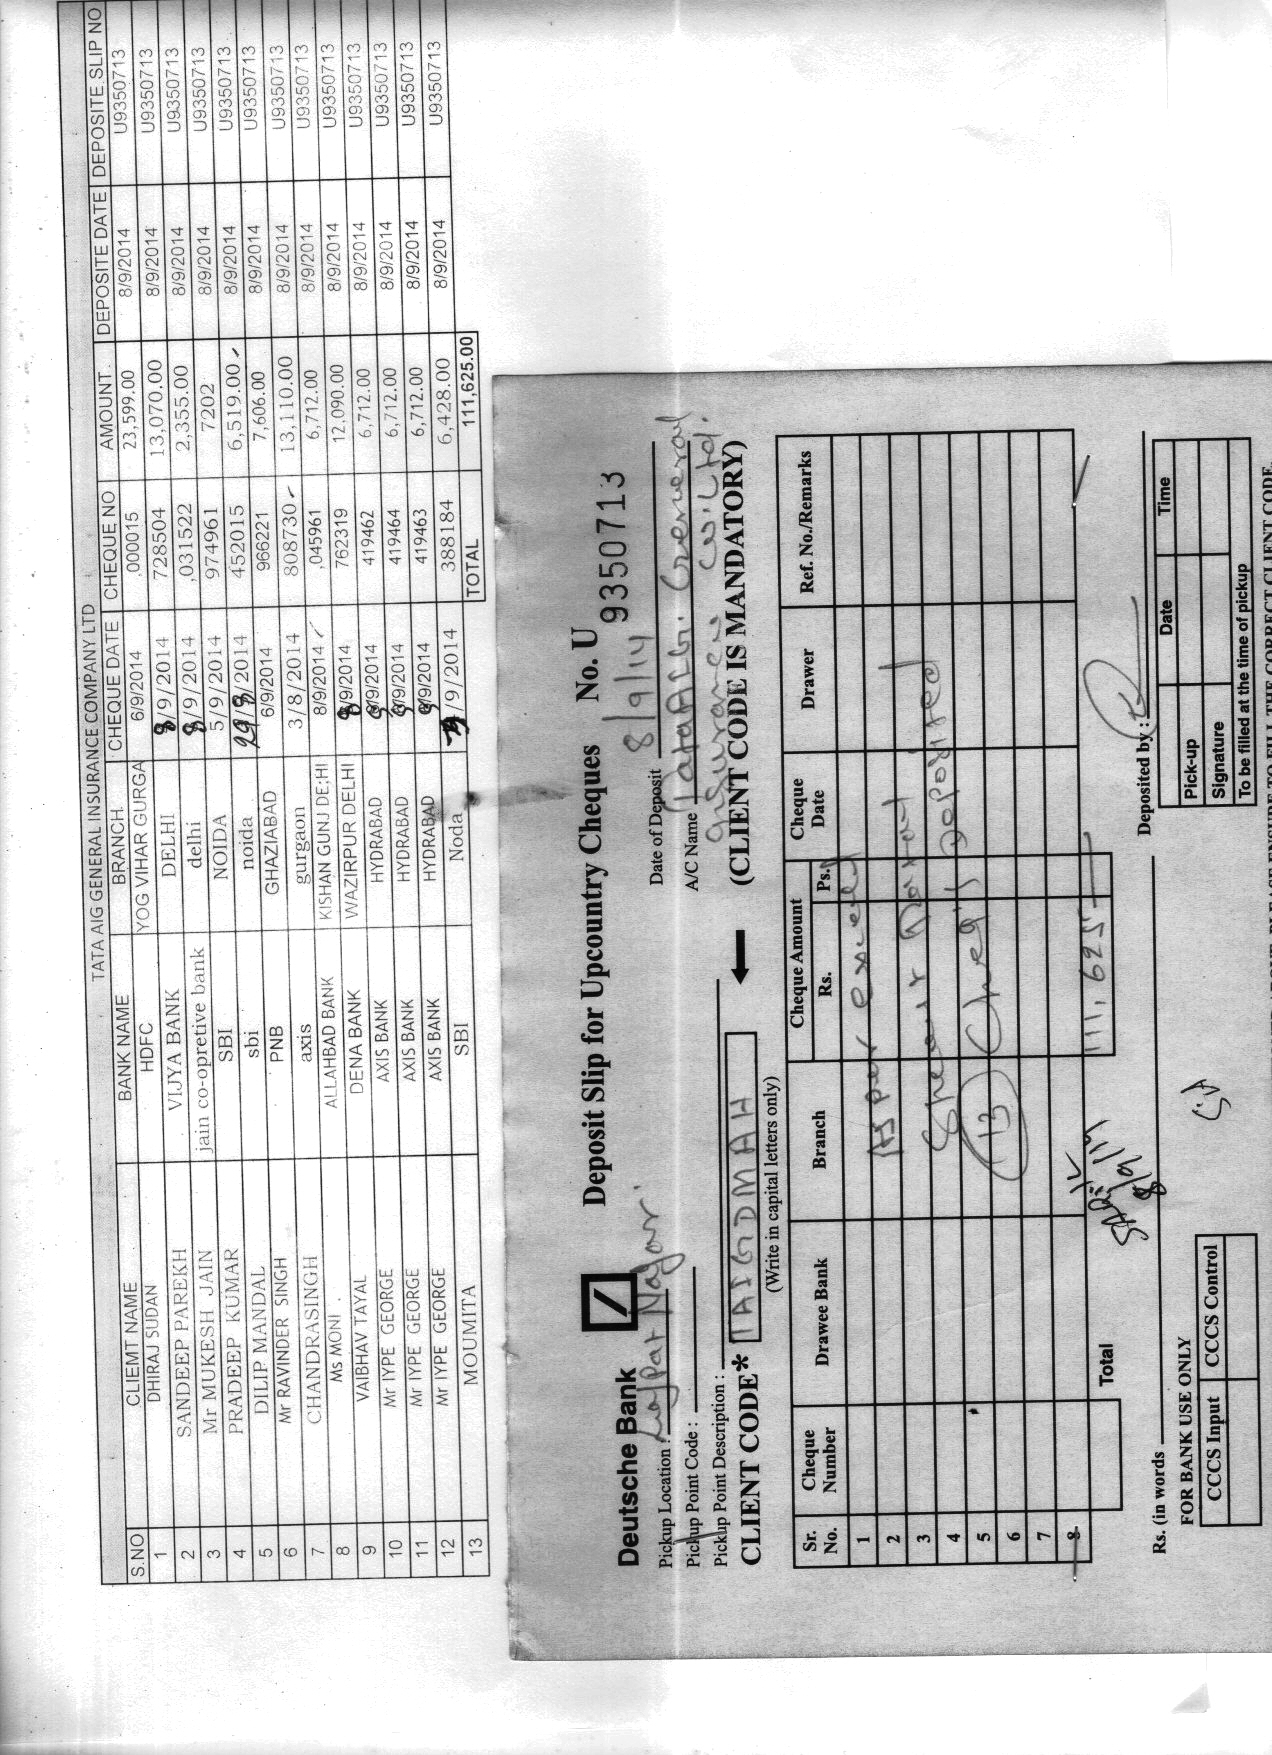 TATA AIG GENERAL INSURANCE COMPANY LTD
S.NO CLIEMT NAME BANK NAME BRANCH. CHEQUE DATE CHEQUE NO AMOUNT. DEPOSITE DATE DEPOSITE SLIP NO
1 DHIRAJ SUDAN HDFC YOG VIHAR GURGA 6/9/2014 ,000015 23,599.00 8/9/2014 U9350713
2 SANDEEP PAREKH VIJYA BANK DELHI 8/9/2014 728504 13,070.00 8/9/2014 U9350713
3 Mr MUKESH JAIN jain co-opretive bank delhi 8/9/2014 ,031522 2,355.00 8/9/2014 U9350713
4 PRADEEP KUMAR SBI NOIDA 5/9/2014 974961 7202 8/9/2014 U9350713
5 DILIP MANDAL sbi noida 29/8/2014 452015 6,519.00 8/9/2014 U9350713
6 Mr RAVINDER SINGH PNB GHAZIABAD 6/9/2014 966221 7,606.00 8/9/2014 U9350713
7 CHANDRASINGH axis gurgaon 3/8/2014 808730 13,110.00 8/9/2014 U9350713
8 Ms MONI . ALLAHBAD BANK KISHAN GUNJ DE;HI 8/9/2014 ,045961 6,712.00 8/9/2014 U9350713
9 VAIBHAV TAYAL DENA BANK WAZIRPUR DELHI 8/9/2014 762319 12,090.00 8/9/2014 U9350713
10 Mr IYPE GEORGE AXIS BANK HYDRABAD 8/9/2014 419462 6,712.00 8/9/2014 U9350713
11 Mr IYPE GEORGE AXIS BANK HYDRABAD 8/9/2014 419464 6,712.00 8/9/2014 U9350713
12 Mr IYPE GEORGE AXIS BANK HYDRABAD 8/9/2014 419463 6,712.00 8/9/2014 U9350713
13 MOUMITA SBI Noda /9/2014 388184 6,428.00 8/9/2014 U9350713
TOTAL 111,625.00
Deutsche Bank Deposit Slip for Upcountry Cheques No. U 9350713
Pickup Location : Lajpat Nagar. Date of Deposit 8/9/14
Pickup Point Code : A/C Name TataAIG. General
Pickup Point Description : Insurance Co. Ltd.
CLIENT CODE* TAIGDMAH (CLIENT CODE IS MANDATORY)
(Write in capital letters only)
Sr. No. Cheque Number Drawee Bank Branch Cheque Amount Rs. Ps. Cheque Date Drawer Ref. No./Remarks
1 As per excel
2 Sheet
3
4 13 Deposited
5
6
7
8
Total 111,625
Rs. (in words Deposited by :
8/9/14
FOR BANK USE ONLY
CCCS Input CCCS Control
Pick-up Date Time
Signature
To be filled at the time of pickup
PLEASE ENSURE TO FILL THE CORRECT CLIENT CODE.